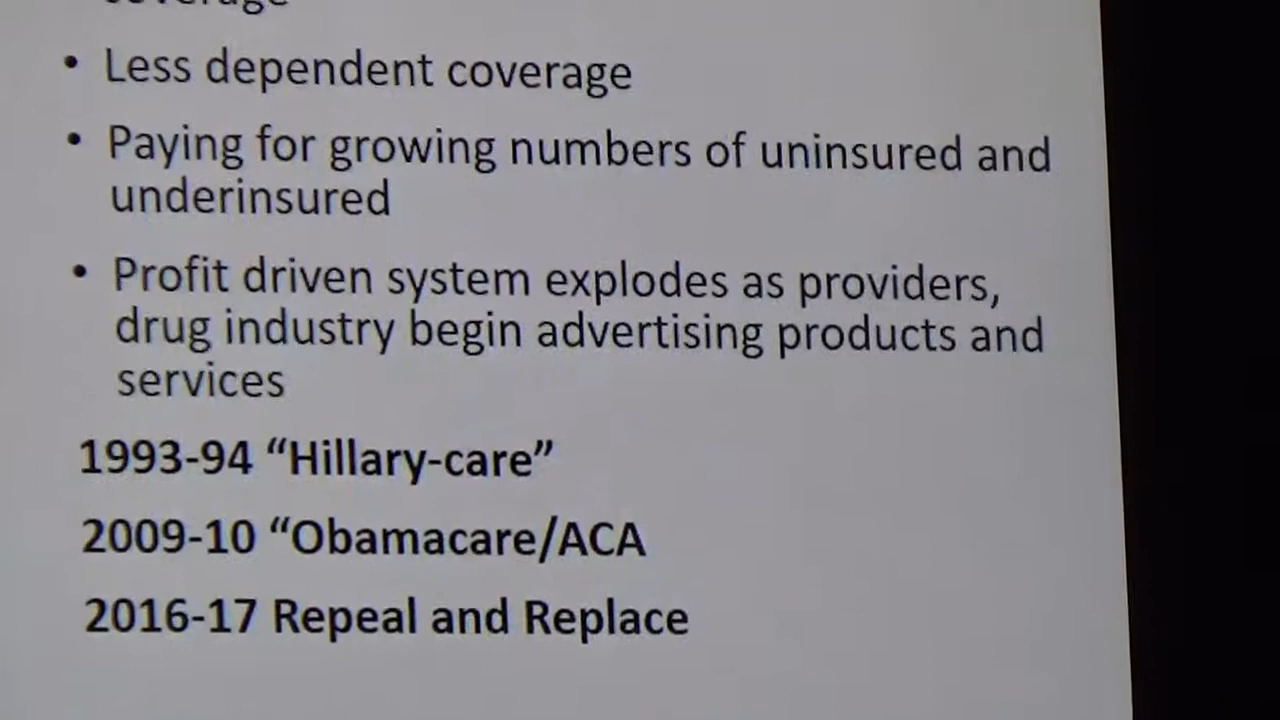 coverage
• Less dependent coverage
• Paying for growing numbers of uninsured and
underinsured
• Profit driven system explodes as providers,
drug industry begin advertising products and
services
1993-94 “Hillary-care”
2009-10 “Obamacare/ACA
2016-17 Repeal and Replace